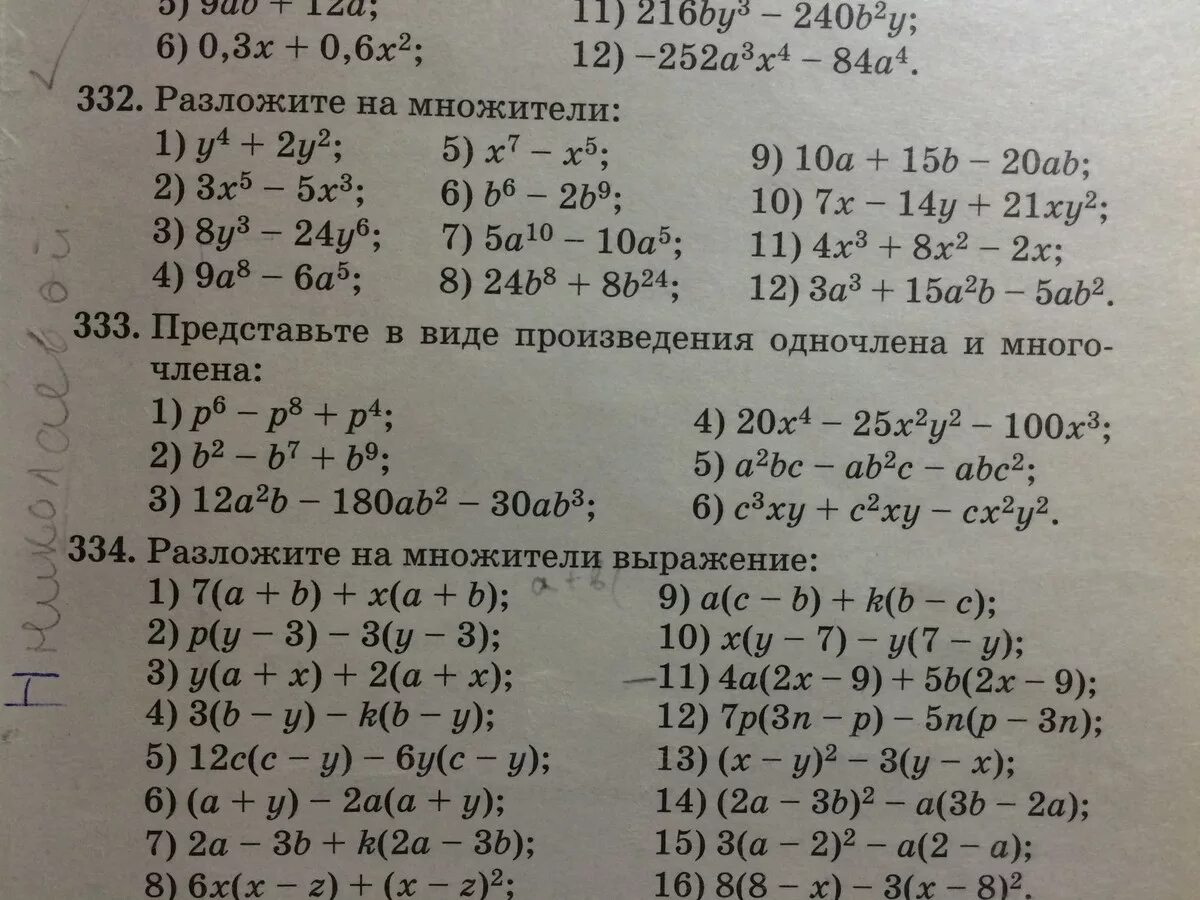 5) 9ab + 12a;
11) 216by³ − 240b²y;
6) 0,3x + 0,6x²;
12) −252a³x⁴ − 84a⁴.
332. Разложите на множители:
1) y⁴ + 2y²;
5) x⁷ − x⁵;
9) 10a + 15b − 20ab;
2) 3x⁵ − 5x³;
6) b⁶ − 2b⁹;
10) 7x − 14y + 21xy²;
3) 8y³ − 24y⁶;
7) 5a¹⁰ − 10a⁵;
11) 4x³ + 8x² − 2x;
4) 9a⁸ − 6a⁵;
8) 24b⁸ + 8b²⁴;
12) 3a³ + 15a²b − 5ab².
333. Представьте в виде произведения одночлена и много-
члена:
1) p⁶ − p⁸ + p⁴;
4) 20x⁴ − 25x²y² − 100x³;
2) b² − b⁷ + b⁹;
5) a²bc − ab²c − abc²;
3) 12a²b − 180ab² − 30ab³;
6) c³xy + c²xy − cx²y².
334. Разложите на множители выражение:
1) 7(a + b) + x(a + b);
a+b(
9) a(c − b) + k(b − c);
2) p(y − 3) − 3(y − 3);
10) x(y − 7) − y(7 − y);
3) y(a + x) + 2(a + x);
11) 4a(2x − 9) + 5b(2x − 9);
4) 3(b − y) − k(b − y);
12) 7p(3n − p) − 5n(p − 3n);
5) 12c(c − y) − 6y(c − y);
13) (x − y)² − 3(y − x);
6) (a + y) − 2a(a + y);
14) (2a − 3b)² − a(3b − 2a);
7) 2a − 3b + k(2a − 3b);
15) 3(a − 2)² − a(2 − a);
8) 6x(x − z) + (x − z)²;
16) 8(8 − x) − 3(x − 8)².
Николаевой